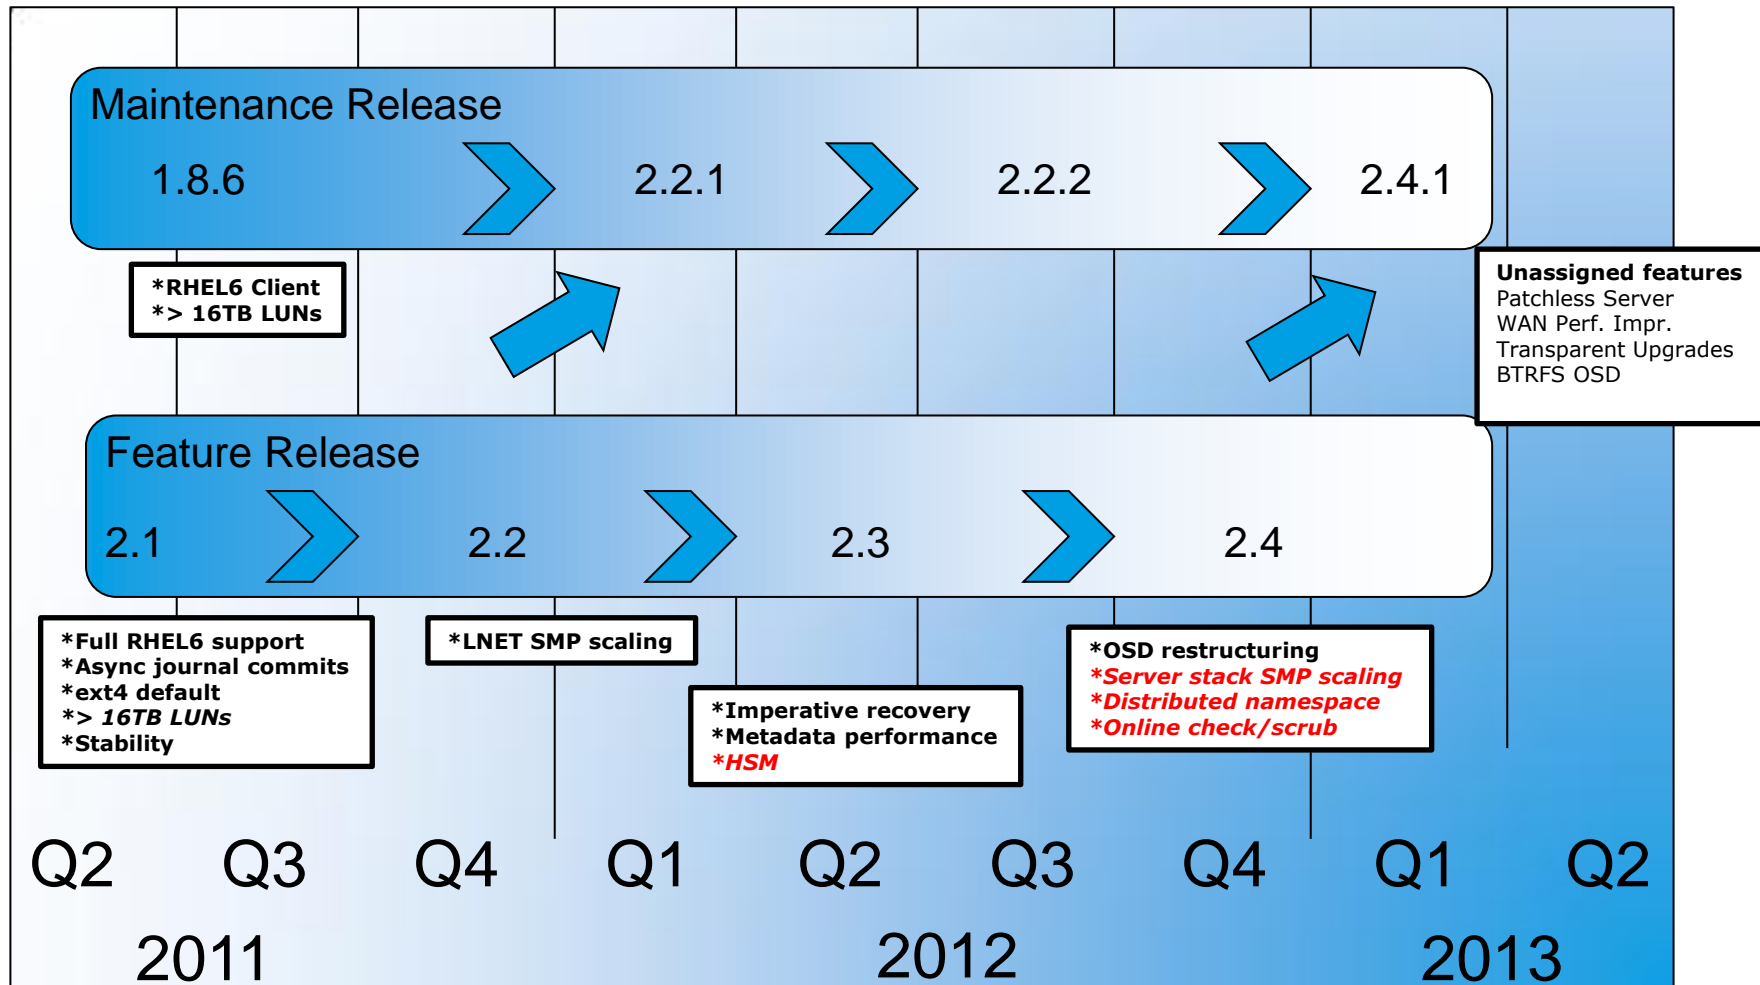 Maintenance Release
1.8.6
2.2.1
2.2.2
2.4.1
*RHEL6 Client
*> 16TB LUNs
Unassigned features
Patchless Server
WAN Perf. Impr.
Transparent Upgrades
BTRFS OSD
Feature Release
2.1
2.2
2.3
2.4
*Full RHEL6 support
*Async journal commits
*ext4 default
*> 16TB LUNs
*Stability
*LNET SMP scaling
*Imperative recovery
*Metadata performance
*HSM
*OSD restructuring
*Server stack SMP scaling
*Distributed namespace
*Online check/scrub
Q2 Q3 Q4 Q1 Q2 Q3 Q4 Q1 Q2
2011 2012 2013